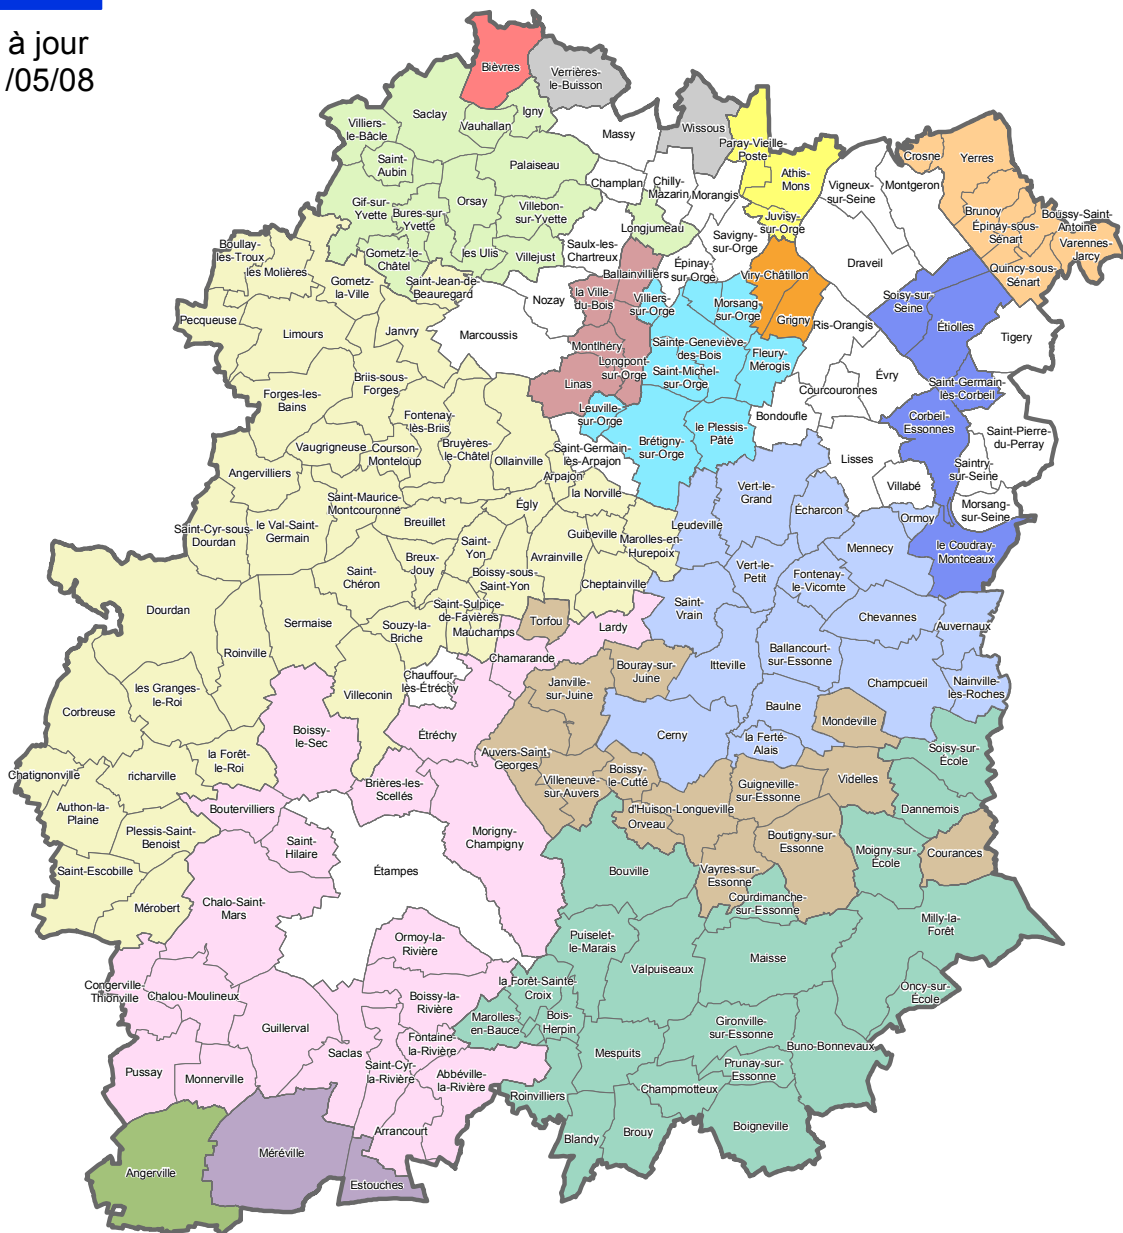 à jour
/05/08
Bièvres
Verrières-
le-Buisson
Saclay
Igny
Villiers-
le-Bâcle
Vauhallan
Massy
Wissous
Paray-Vieille-
Poste
Crosne
Yerres
Saint-
Aubin
Palaiseau
Champlan
Chilly-
Mazarin
Morangis
Athis-
Mons
Vigneux-
sur-Seine
Montgeron
Gif-sur-
Yvette
Bures-sur-
Yvette
Orsay
Villebon-
sur-Yvette
Longjumeau
Savigny-
sur-Orge
Juvisy-
sur-Orge
Brunoy
Épinay-sous-
Sénart
Boussy-Saint-
Antoine
Varennes-
Jarcy
Quincy-sous-
Sénart
Boullay-
les-Troux
les Molières
Gometz-le-
Châtel
les Ulis
Villejust
Saulx-les-
Chartreux
Ballainvilliers
Épinay-
sur-Orge
Viry-Châtillon
Draveil
Gometz-
la-Ville
Saint-Jean-de-
Beauregard
Nozay
la Ville-
du-Bois
Villiers-
sur-Orge
Morsang-
sur-Orge
Grigny
Ris-Orangis
Soisy-sur-
Seine
Étiolles
Tigery
Pecqueuse
Limours
Janvry
Marcoussis
Montlhéry
Longpont-
sur-Orge
Sainte-Geneviève-
des-Bois
Saint-Michel-
sur-Orge
Fleury-
Mérogis
Courcouronnes
Évry
Saint-Germain-
lès-Corbeil
Forges-les-
Bains
Briis-sous-
Forges
Linas
Leuville-
sur-Orge
Bondoufle
Corbeil-
Essonnes
Fontenay-
lès-Briis
Bruyères-
le-Châtel
Saint-Germain-
lès-Arpajon
Brétigny-
sur-Orge
le Plessis-
Pâté
Lisses
Saint-Pierre-
du-Perray
Vaugrigneuse
Courson-
Monteloup
Ollainville
Arpajon
Villabé
Saintry-
sur-Seine
Angervilliers
la Norville
Vert-le-
Grand
Écharcon
Ormoy
Morsang-
sur-Seine
Saint-Maurice-
Montcouronne
Égly
Saint-Cyr-sous-
Dourdan
le Val-Saint-
Germain
Breuillet
Guibeville
Marolles-en-
Hurepoix
Leudeville
Mennecy
le Coudray-
Montceaux
Saint-
Chéron
Breux-
Jouy
Saint-
Yon
Boissy-sous-
Saint-Yon
Avrainville
Cheptainville
Vert-le-
Petit
Fontenay-
le-Vicomte
Dourdan
Sermaise
Souzy-la-
Briche
Saint-Sulpice-
de-Favières
Mauchamps
Torfou
Lardy
Saint-
Vrain
Chevannes
Auvernaux
Roinville
Chamarande
Bouray-sur-
Juine
Itteville
Ballancourt-
sur-Essonne
Champcueil
Nainville-
les-Roches
les Granges-
le-Roi
Villeconin
Chauffour-
lès-Étréchy
Janville-
sur-Juine
Corbreuse
Boissy-
le-Sec
Étréchy
Cerny
Baulne
la Ferté-
Alais
Mondeville
Soisy-sur-
École
Chatignonville
richarville
la Forêt-
le-Roi
Brières-les-
Scellés
Auvers-Saint-
Georges
Villeneuve-
sur-Auvers
Boissy-
le-Cutté
d'Huison-Longueville
Guigneville-
sur-Essonne
Videlles
Dannemois
Authon-la-
Plaine
Boutervilliers
Plessis-Saint-
Benoist
Saint-
Hilaire
Morigny-
Champigny
Orveau
Boutigny-sur-
Essonne
Moigny-sur-
École
Courances
Saint-Escobille
Étampes
Bouville
Vayres-sur-
Essonne
Courdimanche-
sur-Essonne
Mérobert
Chalo-Saint-
Mars
Milly-la-
Forêt
Ormoy-la-
Rivière
Puiselet-
le-Marais
Valpuiseaux
Maisse
Congerville-
Thionville
Chalou-Moulineux
Boissy-la-
Rivière
la Forêt-Sainte-
Croix
Oncy-sur-
École
Guillerval
Marolles-
en-Bauce
Bois-
Herpin
Gironville-
sur-Essonne
Buno-Bonnevaux
Pussay
Monnerville
Saclas
Fontaine-
la-Rivière
Saint-Cyr-
la-Rivière
Abbéville-
la-Rivière
Mespuits
Prunay-sur-
Essonne
Roinvilliers
Champmotteux
Angerville
Méréville
Arrancourt
Estouches
Blandy
Brouy
Boigneville